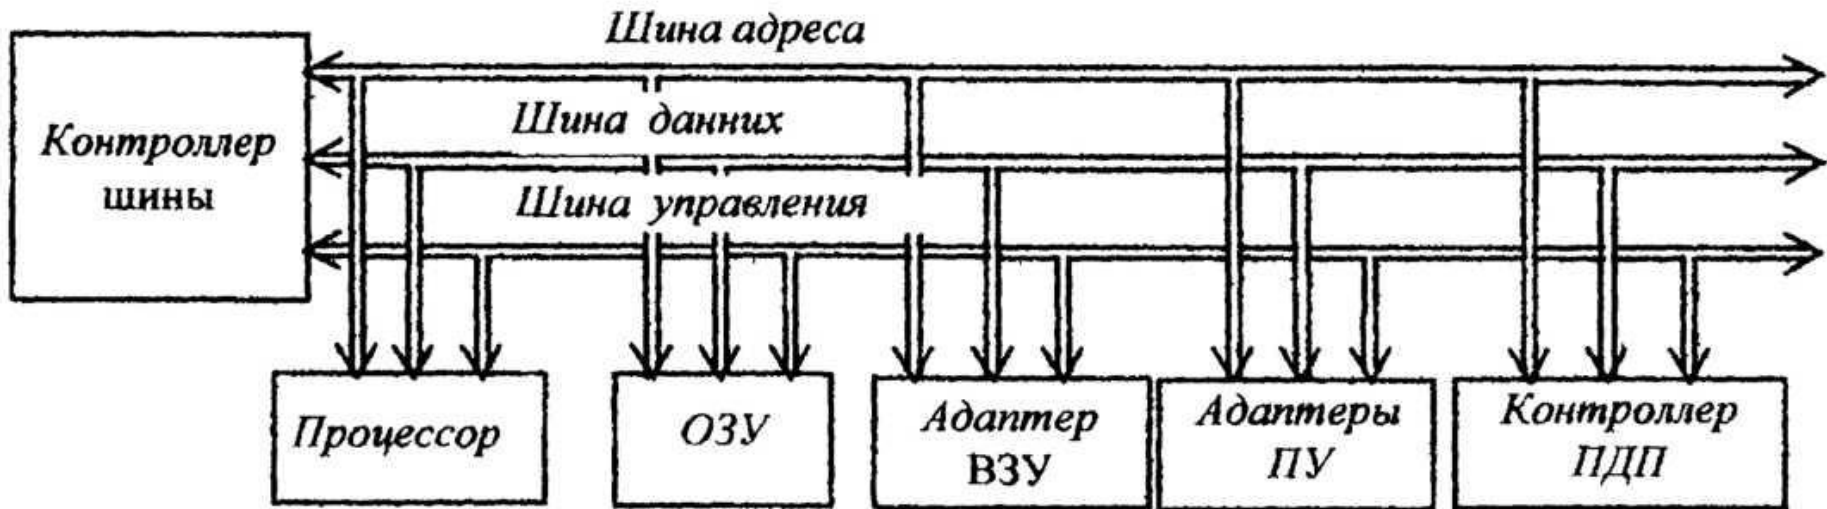 Шина адреса
Контроллер
шины
Шина данних
Шина управления
Процессор
ОЗУ
Адаптер
ВЗУ
Адаптеры
ПУ
Контроллер
ПДП